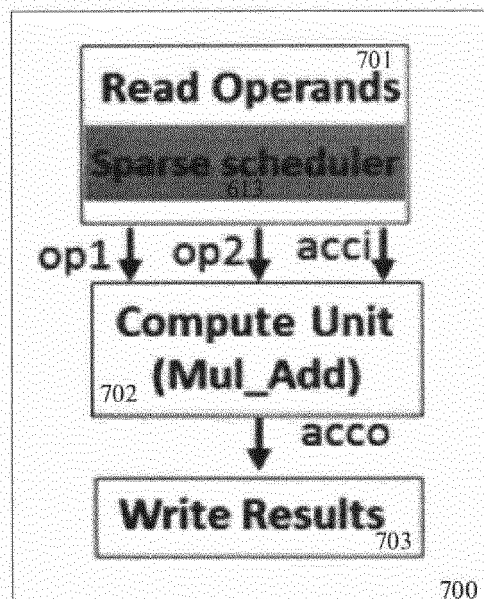 701
Read Operands
Sparse scheduler
613
op1 op2 acci
Compute Unit
(Mul_Add)
702
acco
Write Results
703
700